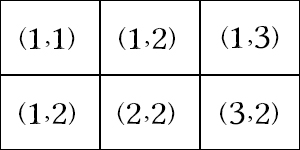 (1,1) (1,2) (1,3)
(1,2) (2,2) (3,2)